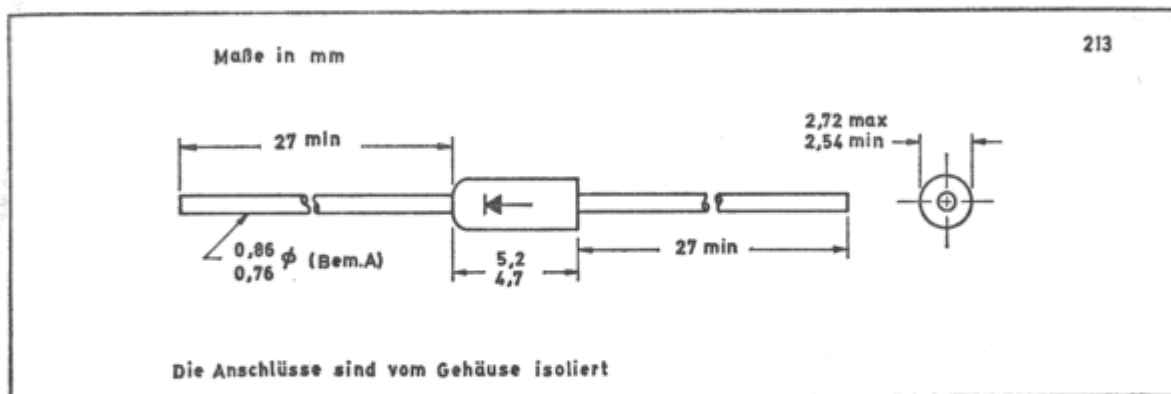 Maße in mm
213
27 min
2,72 max
2,54 min
0,86
0,76 ϕ (Bem.A)
5,2
4,7
27 min
Die Anschlüsse sind vom Gehäuse isoliert